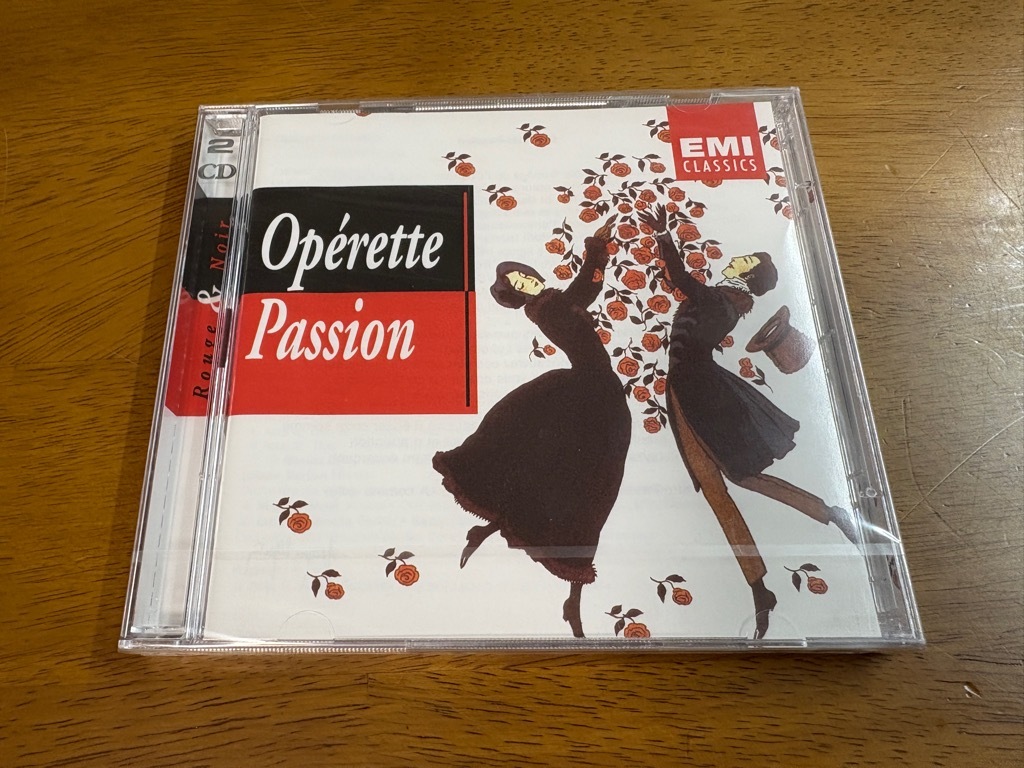 2
CD
Rouge & Noir
Opérette
Passion
EMI
CLASSICS